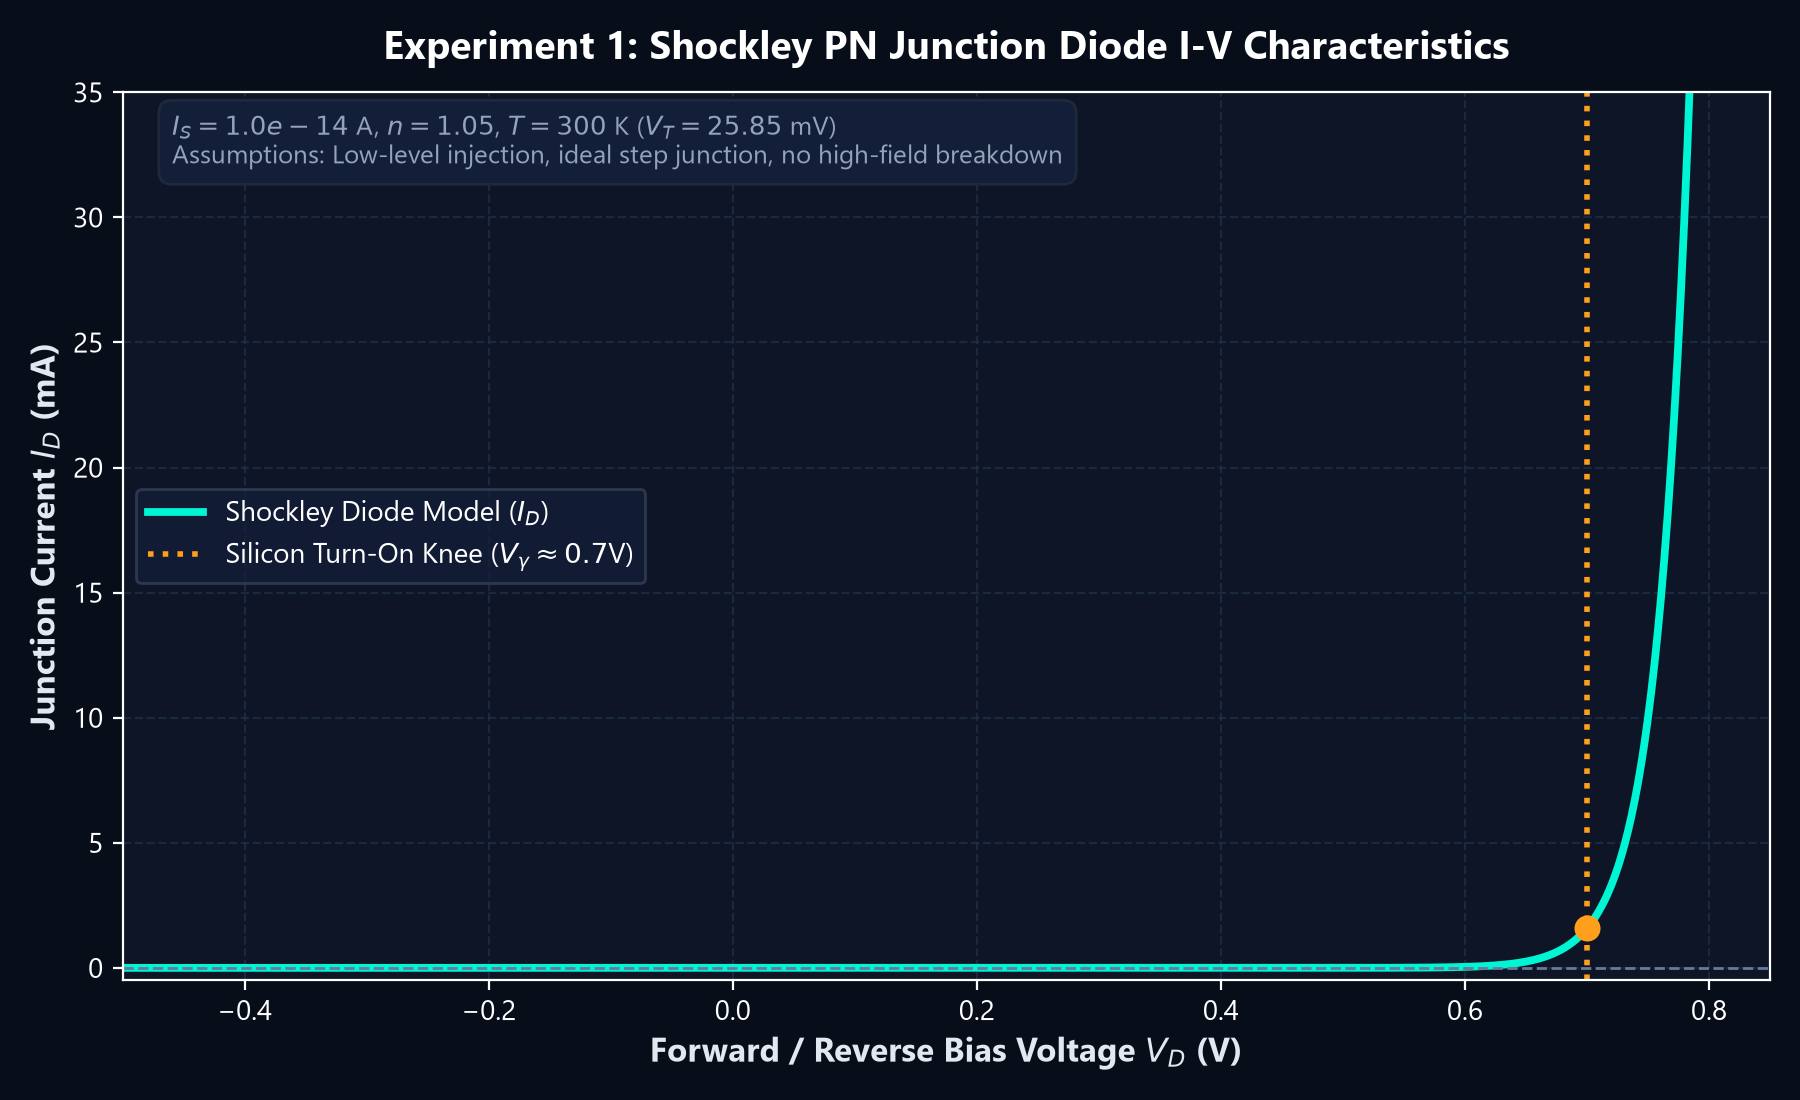 Experiment 1: Shockley PN Junction Diode I-V Characteristics
35
30
25
20
15
10
5
0
Junction Current I_D (mA)
I_S = 1.0e − 14 A, n = 1.05, T = 300 K (V_T = 25.85 mV)
Assumptions: Low-level injection, ideal step junction, no high-field breakdown
Shockley Diode Model (I_D)
Silicon Turn-On Knee (V_γ ≈ 0.7V)
−0.4
−0.2
0.0
0.2
0.4
0.6
0.8
Forward / Reverse Bias Voltage V_D (V)